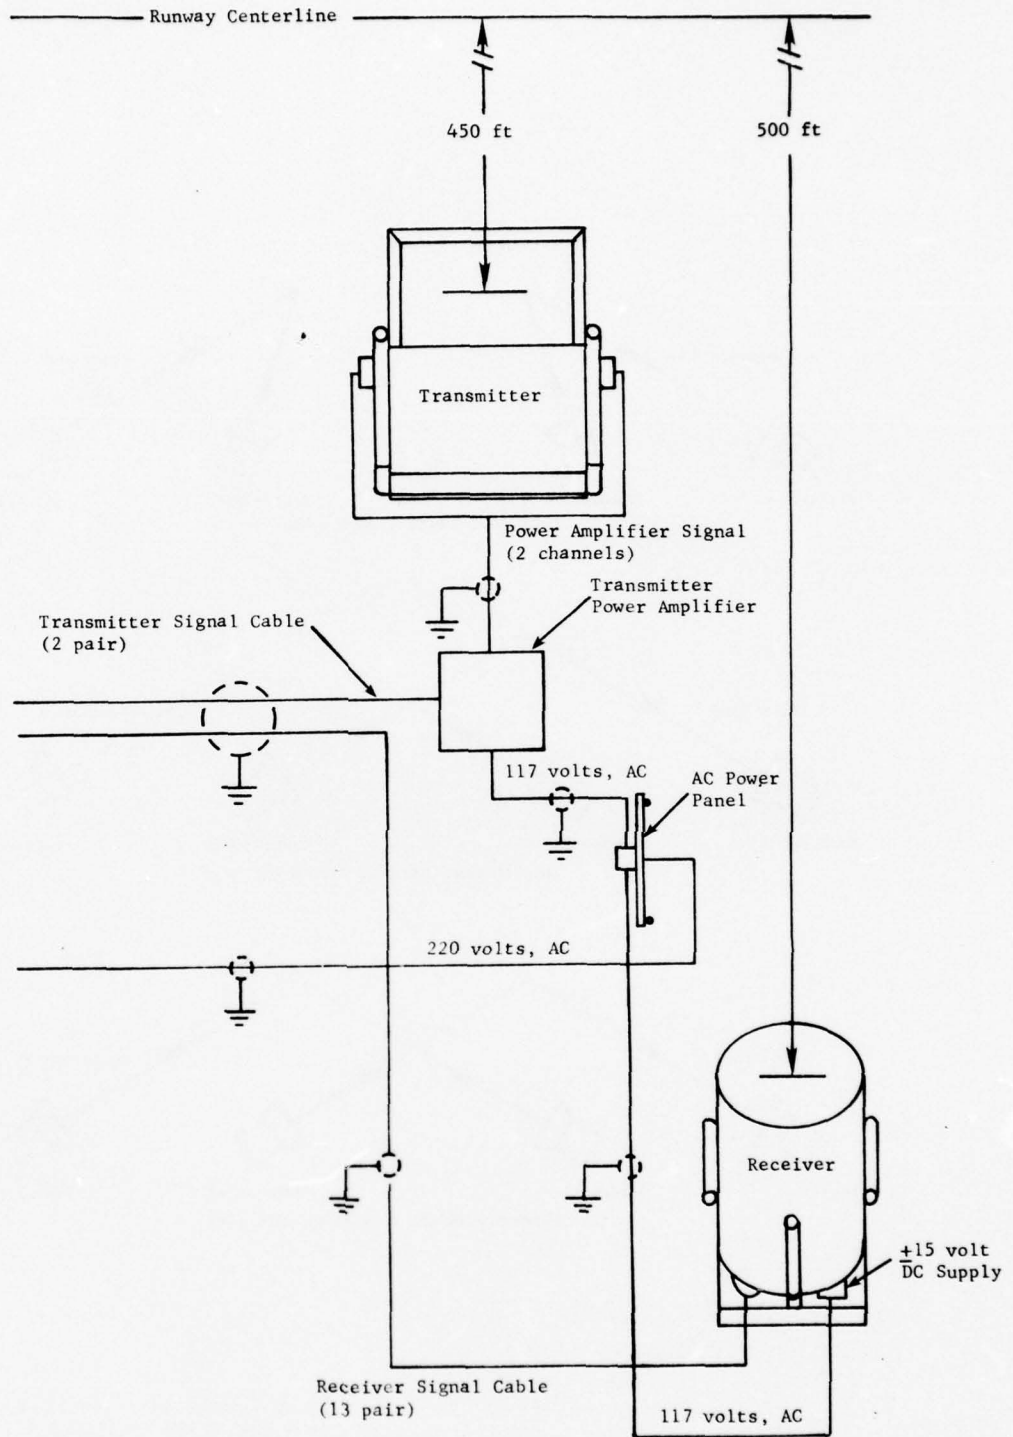 Runway Centerline
450 ft
500 ft
Transmitter
Power Amplifier Signal
(2 channels)
Transmitter
Power Amplifier
Transmitter Signal Cable
(2 pair)
117 volts, AC
AC Power
Panel
220 volts, AC
Receiver
±15 volt
DC Supply
Receiver Signal Cable
(13 pair)
117 volts, AC